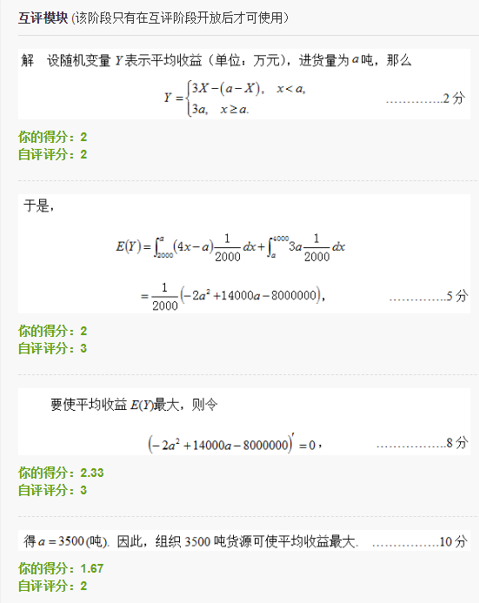 互评模块 (该阶段只有在互评阶段开放后才可使用)
解 设随机变量 Y 表示平均收益（单位：万元），进货量为 a 吨，那么
Y = { 3X − (a − X), x < a,
3a, x ≥ a. …………2 分
你的得分：2
自评评分：2
于是，
E(Y) = ∫_{2000}^{a} (4x − a) 1/2000 dx + ∫_{a}^{4000} 3a 1/2000 dx
= 1/2000 (−2a² + 14000a − 8000000), …………5 分
你的得分：2
自评评分：3
要使平均收益 E(Y)最大，则令
(−2a² + 14000a − 8000000)′ = 0 , ……………8 分
你的得分：2.33
自评评分：3
得 a = 3500 (吨). 因此，组织 3500 吨货源可使平均收益最大. ……………10 分
你的得分：1.67
自评评分：2